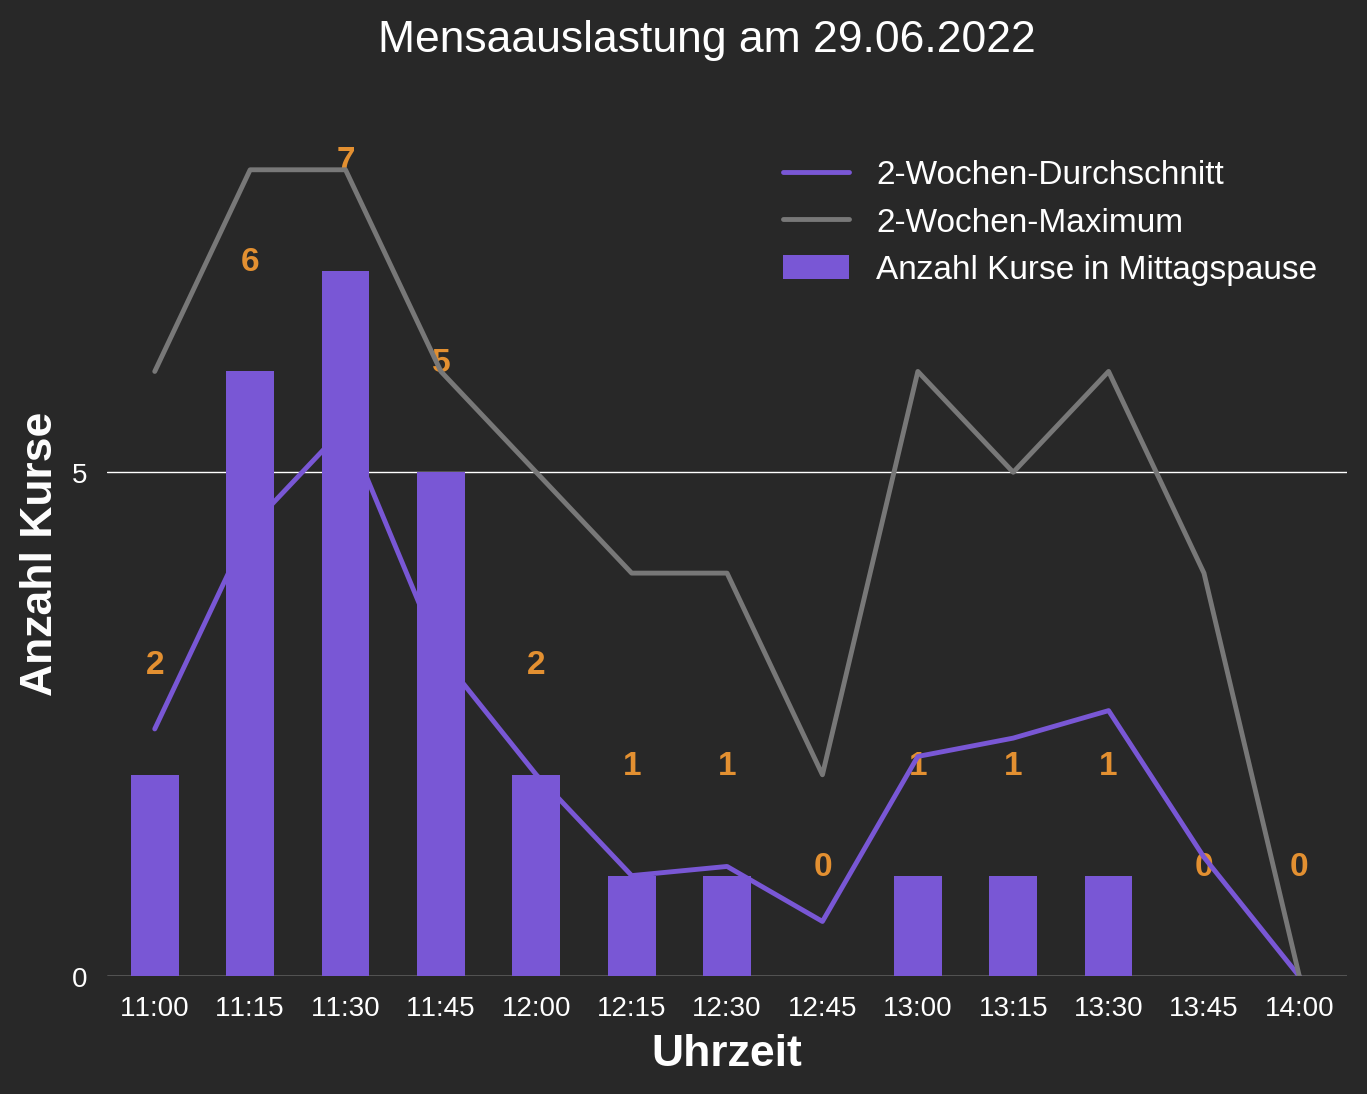 Mensaauslastung am 29.06.2022
2-Wochen-Durchschnitt
2-Wochen-Maximum
Anzahl Kurse in Mittagspause
Anzahl Kurse
5
0
2
6
7
5
2
1
1
0
1
1
1
0
0
11:00 11:15 11:30 11:45 12:00 12:15 12:30 12:45 13:00 13:15 13:30 13:45 14:00
Uhrzeit